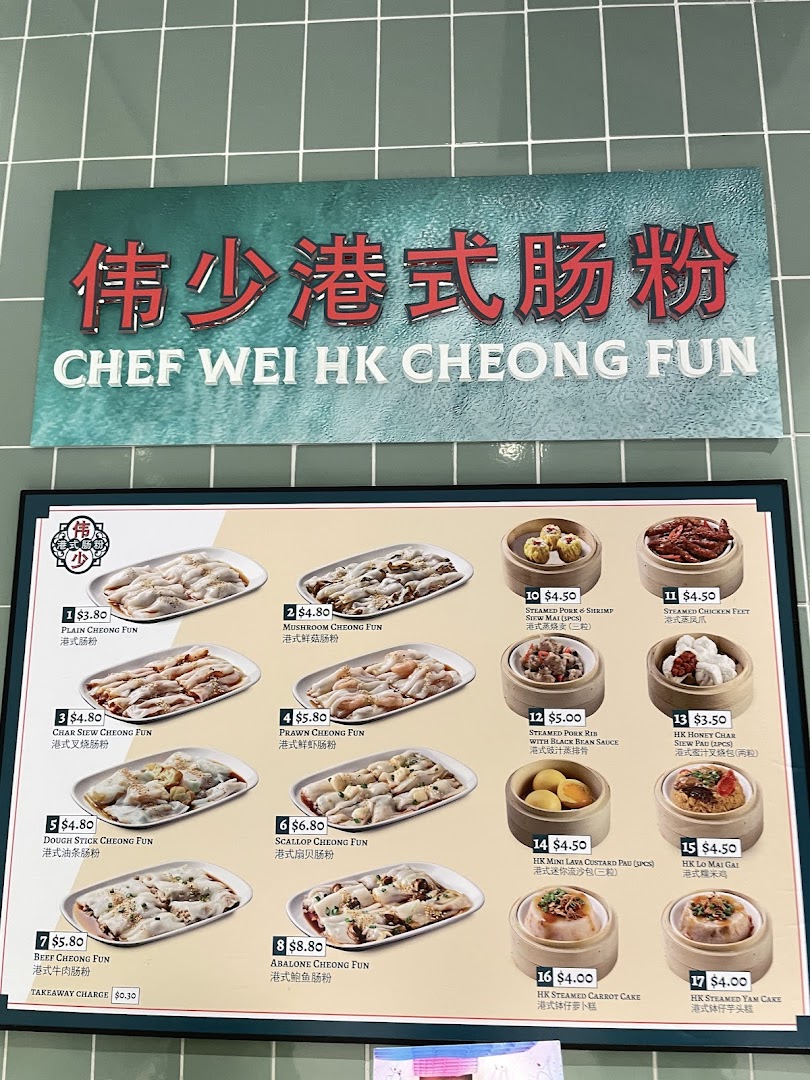 伟少港式肠粉
CHEF WEI HK CHEONG FUN
伟
港式肠粉
少
1 $3.80
PLAIN CHEONG FUN
港式肠粉
2 $4.80
MUSHROOM CHEONG FUN
港式鲜菇肠粉
3 $4.80
CHAR SIEW CHEONG FUN
港式叉烧肠粉
4 $5.80
PRAWN CHEONG FUN
港式鲜虾肠粉
5 $4.80
DOUGH STICK CHEONG FUN
港式油条肠粉
6 $6.80
SCALLOP CHEONG FUN
港式扇贝肠粉
7 $5.80
BEEF CHEONG FUN
港式牛肉肠粉
8 $8.80
ABALONE CHEONG FUN
港式鲍鱼肠粉
TAKEAWAY CHARGE $0.30
10 $4.50
STEAMED PORK & SHRIMP
SIEW MAI (3PCS)
港式蒸烧卖(三粒)
11 $4.50
STEAMED CHICKEN FEET
港式蒸凤爪
12 $5.00
STEAMED PORK RIB
WITH BLACK BEAN SAUCE
港式豉汁蒸排骨
13 $3.50
HK HONEY CHAR
SIEW PAU (2PCS)
港式蜜汁叉烧包(两粒)
14 $4.50
HK MINI LAVA CUSTARD PAU (3PCS)
港式迷你流沙包(三粒)
15 $4.50
HK LO MAI GAI
港式糯米鸡
16 $4.00
HK STEAMED CARROT CAKE
港式钵仔萝卜糕
17 $4.00
HK STEAMED YAM CAKE
港式钵仔芋头糕